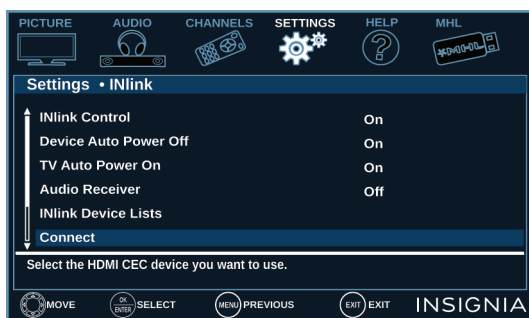 PICTURE AUDIO CHANNELS SETTINGS HELP MHL
MHL
Settings • INlink
INlink Control On
Device Auto Power Off On
TV Auto Power On On
Audio Receiver Off
INlink Device Lists
Connect
Select the HDMI CEC device you want to use.
MOVE OK ENTER SELECT MENU PREVIOUS EXIT EXIT INSIGNIA